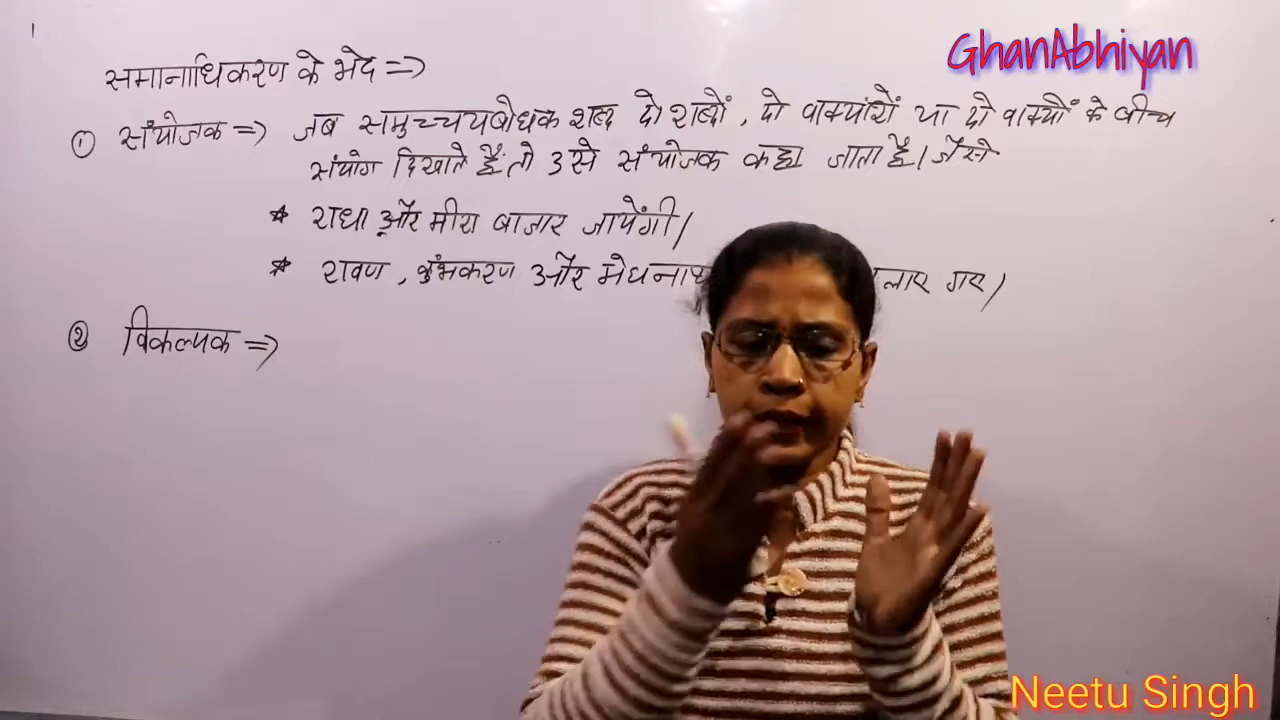 GhanAbhiyan
समानाधिकरण के भेद =>
① संयोजक => जब समुच्चयबोधक शब्द दो शब्दों, दो वाक्यांशों या दो वाक्यों के बीच
संयोग दिखाते हैं तो उसे संयोजक कहा जाता है। जैसे
* राधा और मीरा बाजार जायेंगी।
* रावण, कुंभकरण और मेघनाथ लाए गए।
② विकल्पक =>
Neetu Singh